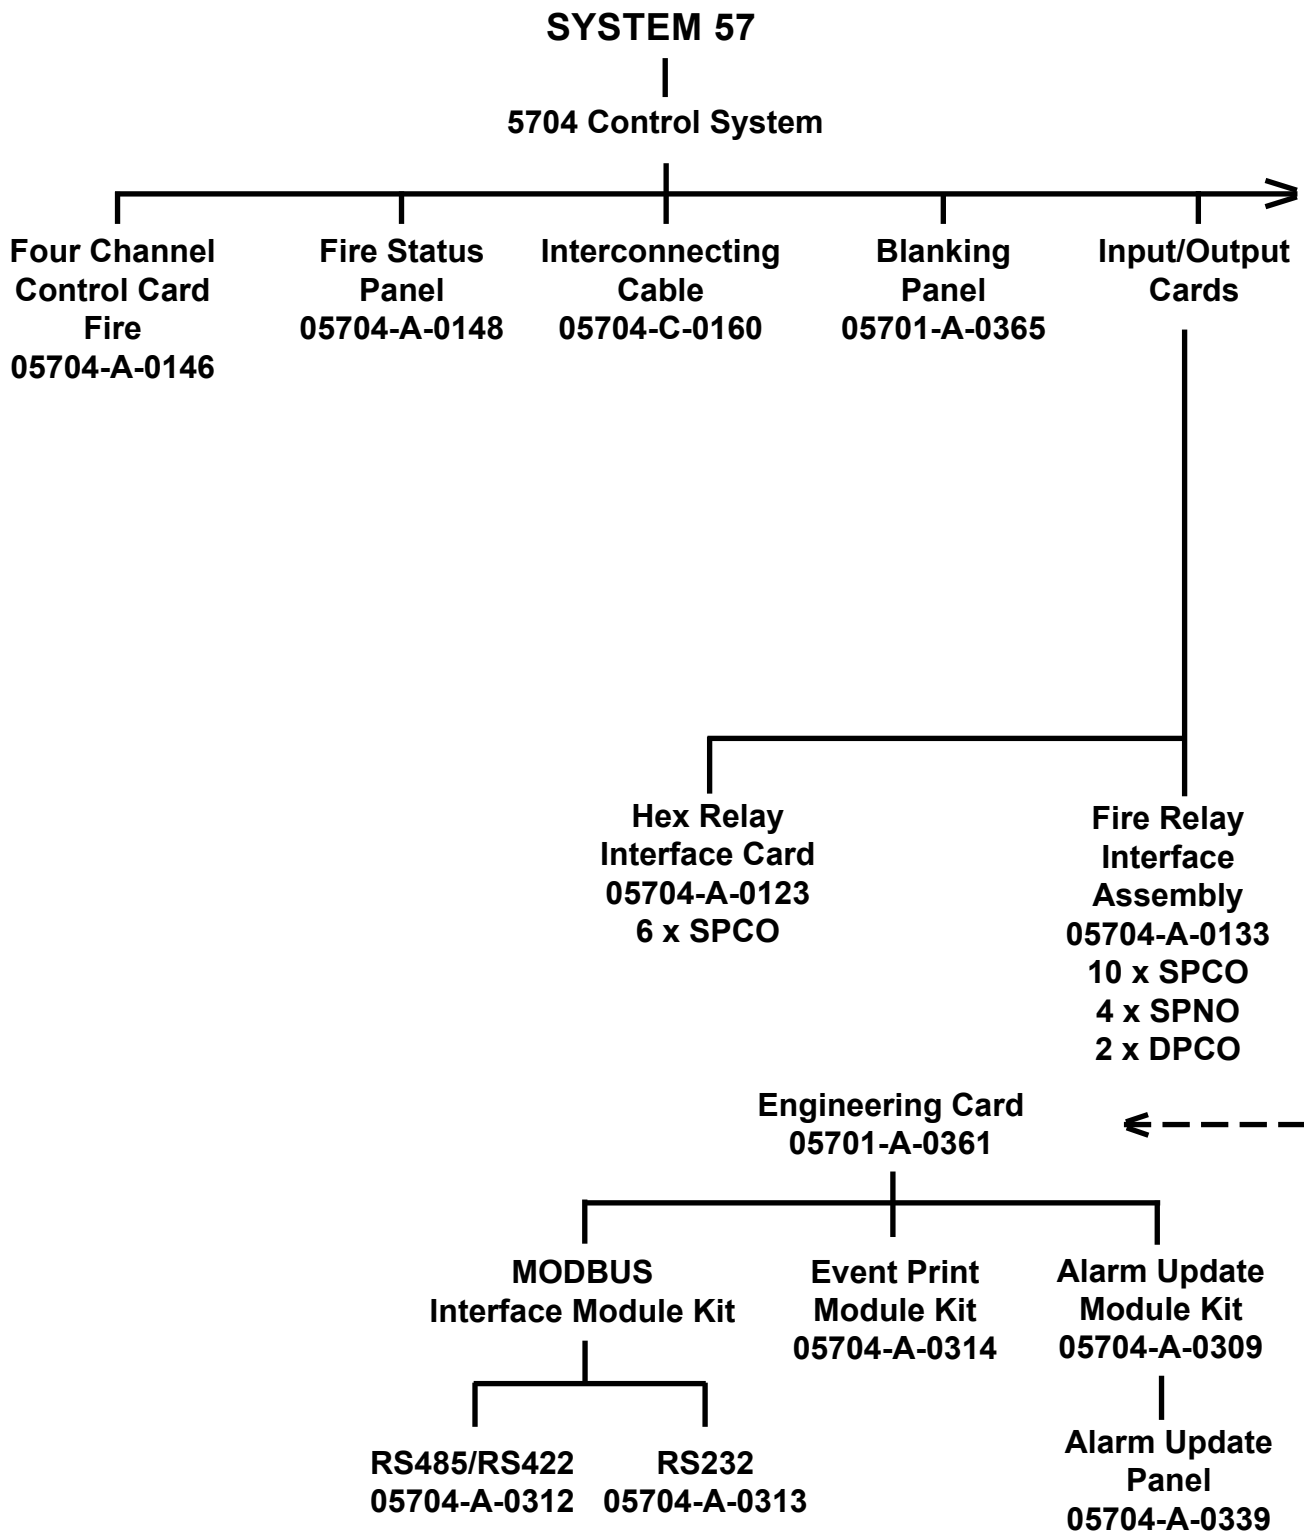 SYSTEM 57
5704 Control System
Four Channel
Control Card
Fire
05704-A-0146
Fire Status
Panel
05704-A-0148
Interconnecting
Cable
05704-C-0160
Blanking
Panel
05701-A-0365
Input/Output
Cards
Hex Relay
Interface Card
05704-A-0123
6 x SPCO
Fire Relay
Interface
Assembly
05704-A-0133
10 x SPCO
4 x SPNO
2 x DPCO
Engineering Card
05701-A-0361
MODBUS
Interface Module Kit
Event Print
Module Kit
05704-A-0314
Alarm Update
Module Kit
05704-A-0309
RS485/RS422
05704-A-0312
RS232
05704-A-0313
Alarm Update
Panel
05704-A-0339